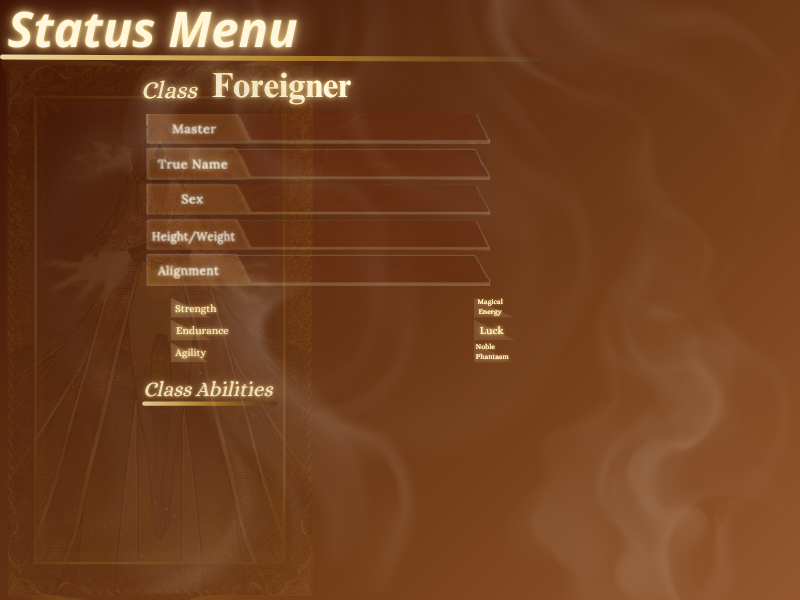 Status Menu
Class Foreigner
Master
True Name
Sex
Height/Weight
Alignment
Strength
Magical
Energy
Endurance
Luck
Agility
Noble
Phantasm
Class Abilities